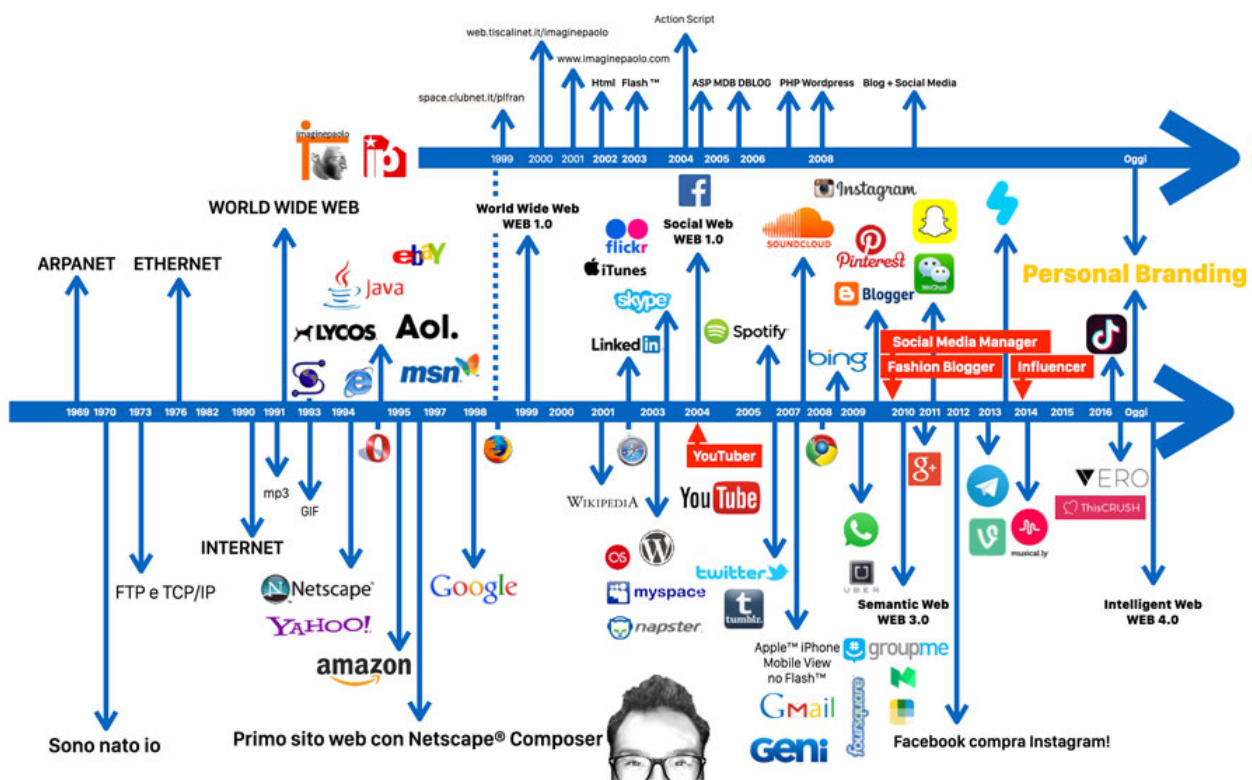 Action Script
web.tiscalinet.it/imaginepaolo
www.imaginepaolo.com
Html Flash ™ ASP MDB DBLOG PHP Wordpress Blog + Social Media
space.clubnet.it/plfran
imaginepaolo
ip
1999 2000 2001 2002 2003 2004 2005 2006 2008 Oggi
Instagram
WORLD WIDE WEB
World Wide Web
WEB 1.0
flickr
Social Web
WEB 1.0
SOUNDCLOUD
Pinterest
WeChat
ARPANET ETHERNET
ebaY
Java
iTunes
skype
Blogger
Personal Branding
LYCOS
Aol.
Linked in
Spotify
bing
msn
Social Media Manager
Fashion Blogger
Influencer
1969 1970 1973 1976 1982 1990 1991 1993 1994 1995 1997 1998 1999 2000 2001 2003 2004 2005 2007 2008 2009 2010 2011 2012 2013 2014 2015 2016 Oggi
YouTuber
g+
mp3
GIF
WIKIPEDIA
YouTube
VERO
ThisCRUSH
INTERNET
musical.ly
FTP e TCP/IP
N Netscape®
Google
twitter
UBER
YAHOO!
myspace
tumblr.
Semantic Web
WEB 3.0
Intelligent Web
WEB 4.0
napster
amazon
Apple™ iPhone
Mobile View
no Flash™
groupme
Gmail
foursquare
Sono nato io
Primo sito web con Netscape® Composer
Geni
Facebook compra Instagram!